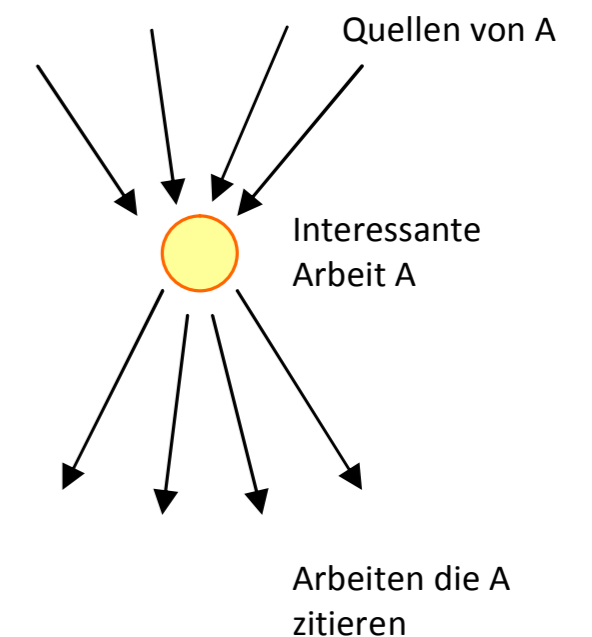 Quellen von A
Interessante
Arbeit A
Arbeiten die A
zitieren